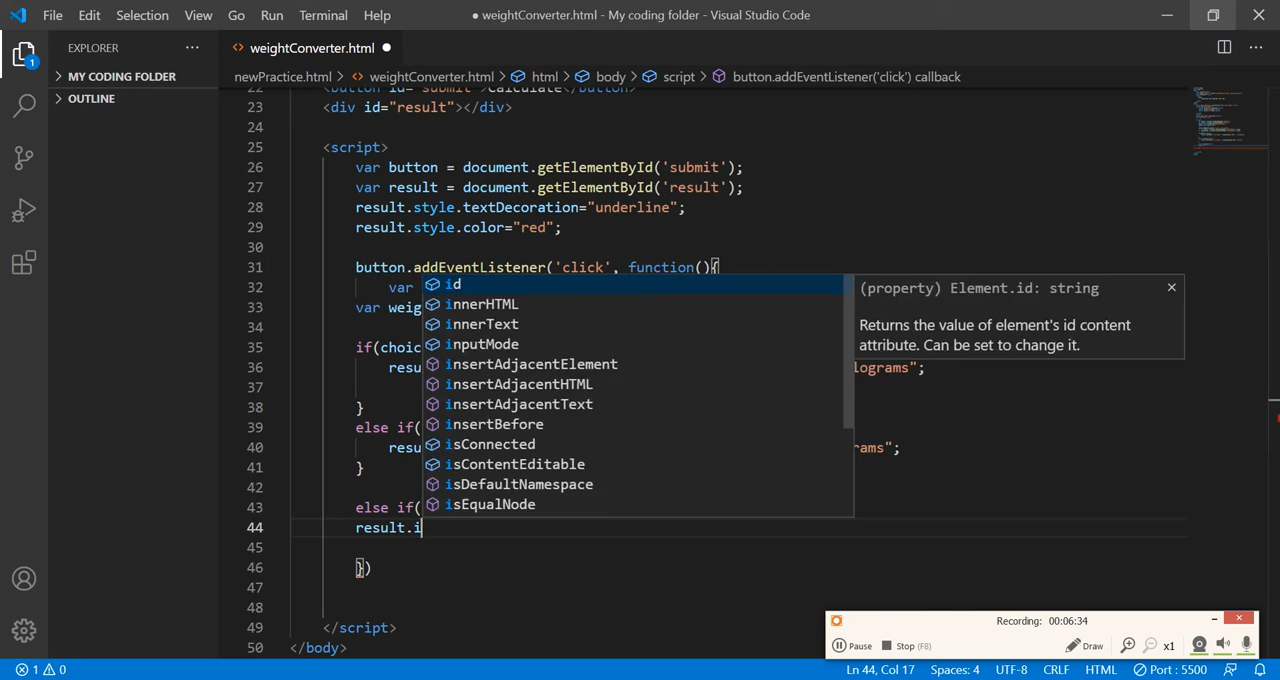 File Edit Selection View Go Run Terminal Help
● weightConverter.html - My coding folder - Visual Studio Code
EXPLORER ···
weightConverter.html
MY CODING FOLDER
OUTLINE
newPractice.html > weightConverter.html > html > body > script > button.addEventListener('click') callback
22 <button id="submit">Calculate</button>
23 <div id="result"></div>
24
25 <script>
26 var button = document.getElementById('submit');
27 var result = document.getElementById('result');
28 result.style.textDecoration="underline";
29 result.style.color="red";
30
31 button.addEventListener('click', function(){
32 var
33 var weig
34
35 if(choic
36 resu lograms";
37
38 }
39 else if(
40 resu rams";
41 }
42
43 else if(
44 result.i
45
46 })
47
48
49 </script>
50 </body>
id
innerHTML
innerText
inputMode
insertAdjacentElement
insertAdjacentHTML
insertAdjacentText
insertBefore
isConnected
isContentEditable
isDefaultNamespace
isEqualNode
(property) Element.id: string
Returns the value of element's id content
attribute. Can be set to change it.
1
Recording: 00:06:34
Pause Stop (F8) Draw x1
1 0 Ln 44, Col 17 Spaces: 4 UTF-8 CRLF HTML Port : 5500